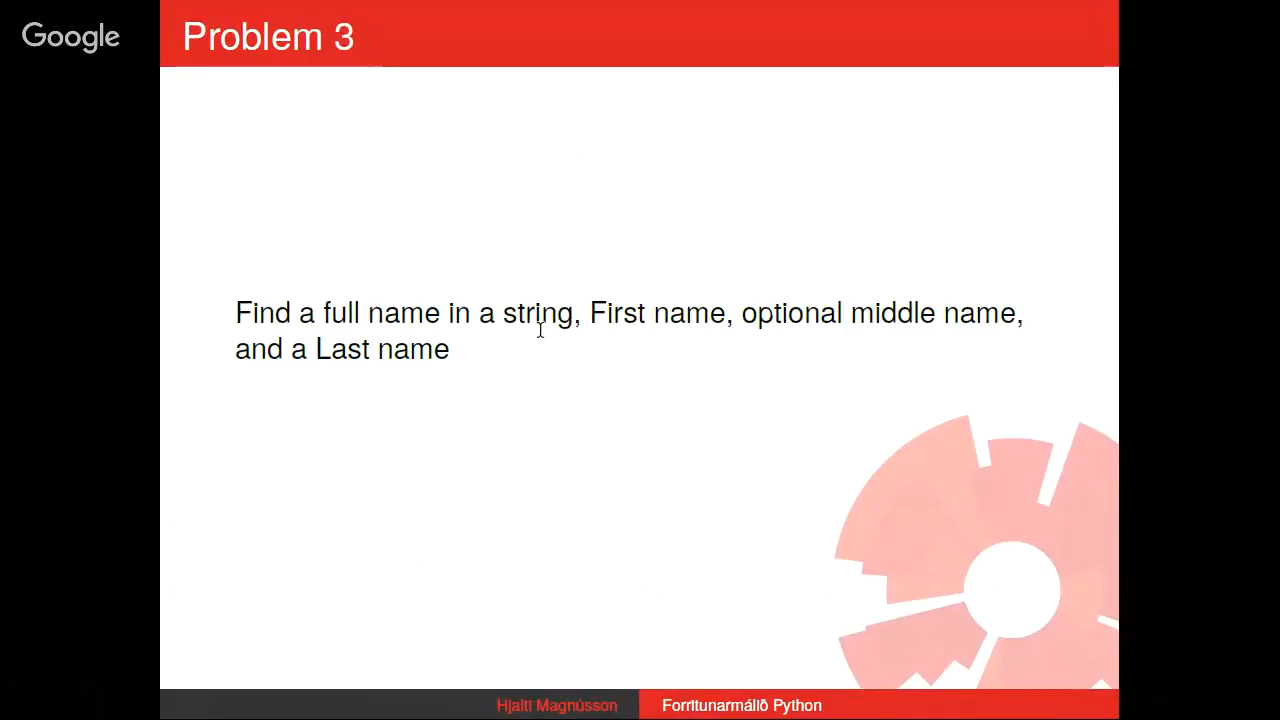 Google
Problem 3
Find a full name in a string, First name, optional middle name,
and a Last name
Hjalti Magnússon
Forritunarmálið Python